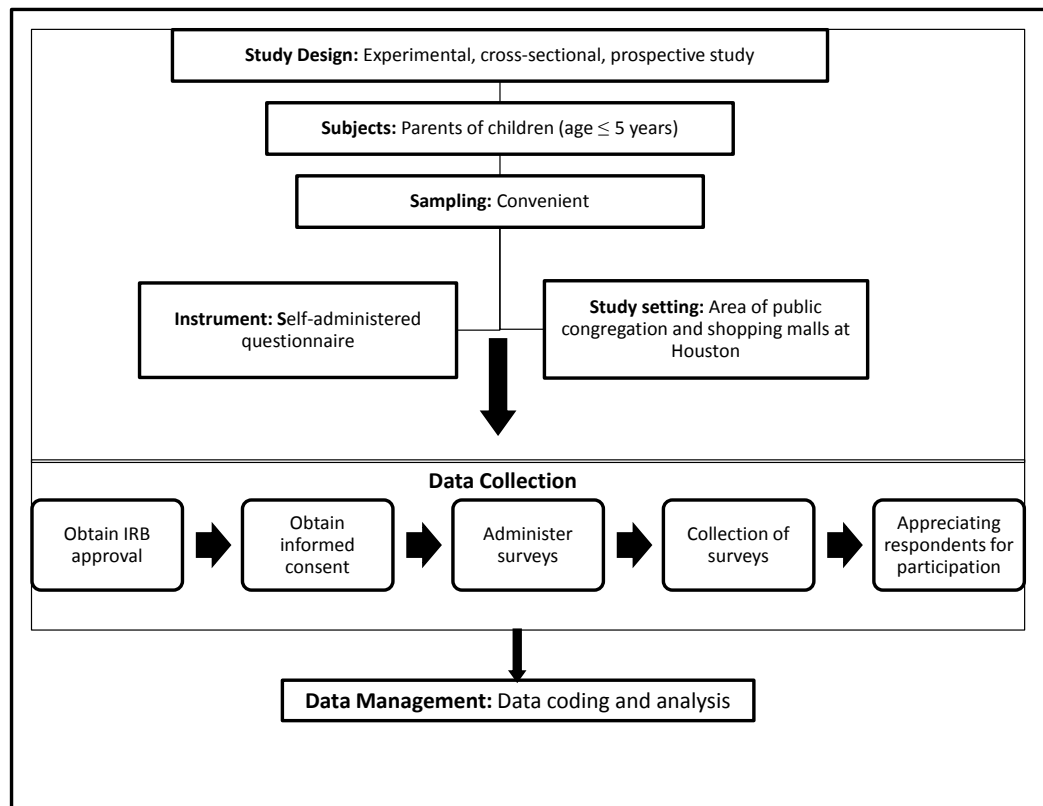 Study Design: Experimental, cross-sectional, prospective study
Subjects: Parents of children (age ≤ 5 years)
Sampling: Convenient
Instrument: Self-administered
questionnaire
Study setting: Area of public
congregation and shopping malls at
Houston
Data Collection
Obtain IRB
approval
Obtain
informed
consent
Administer
surveys
Collection of
surveys
Appreciating
respondents for
participation
Data Management: Data coding and analysis